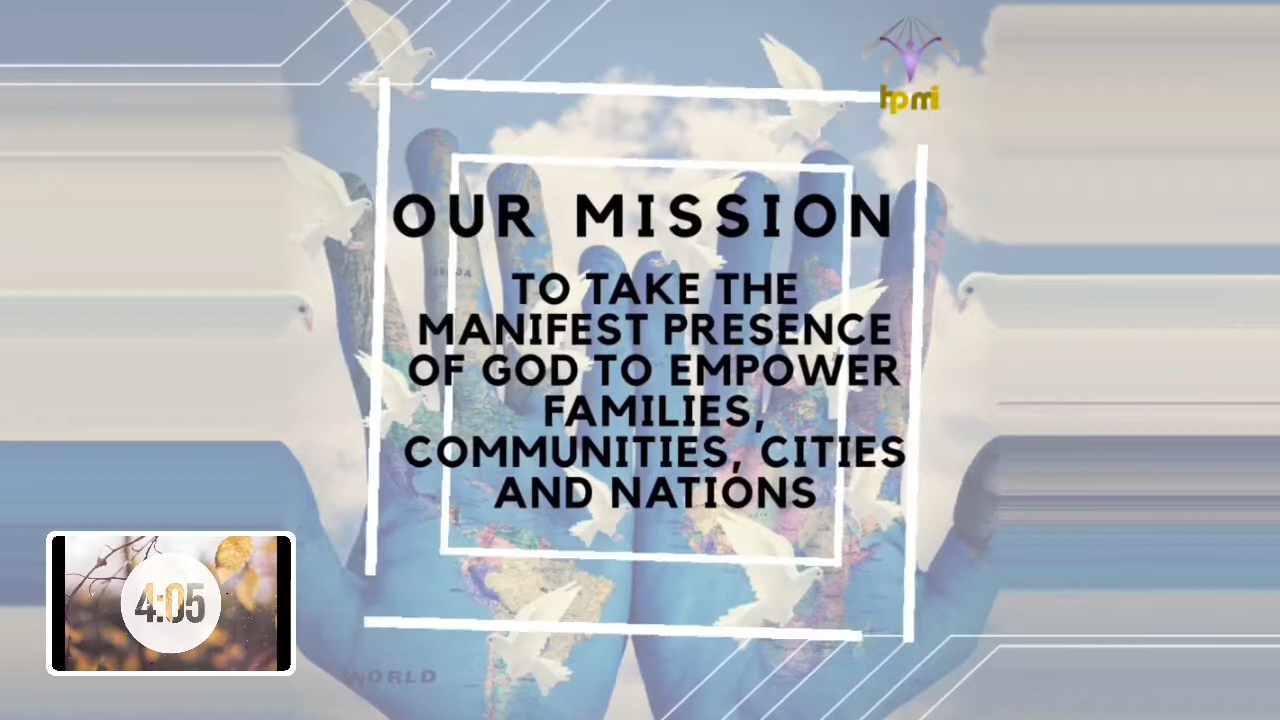 tpmi
OUR MISSION
TO TAKE THE
MANIFEST PRESENCE
OF GOD TO EMPOWER
FAMILIES,
COMMUNITIES, CITIES
AND NATIONS
4:05
WORLD